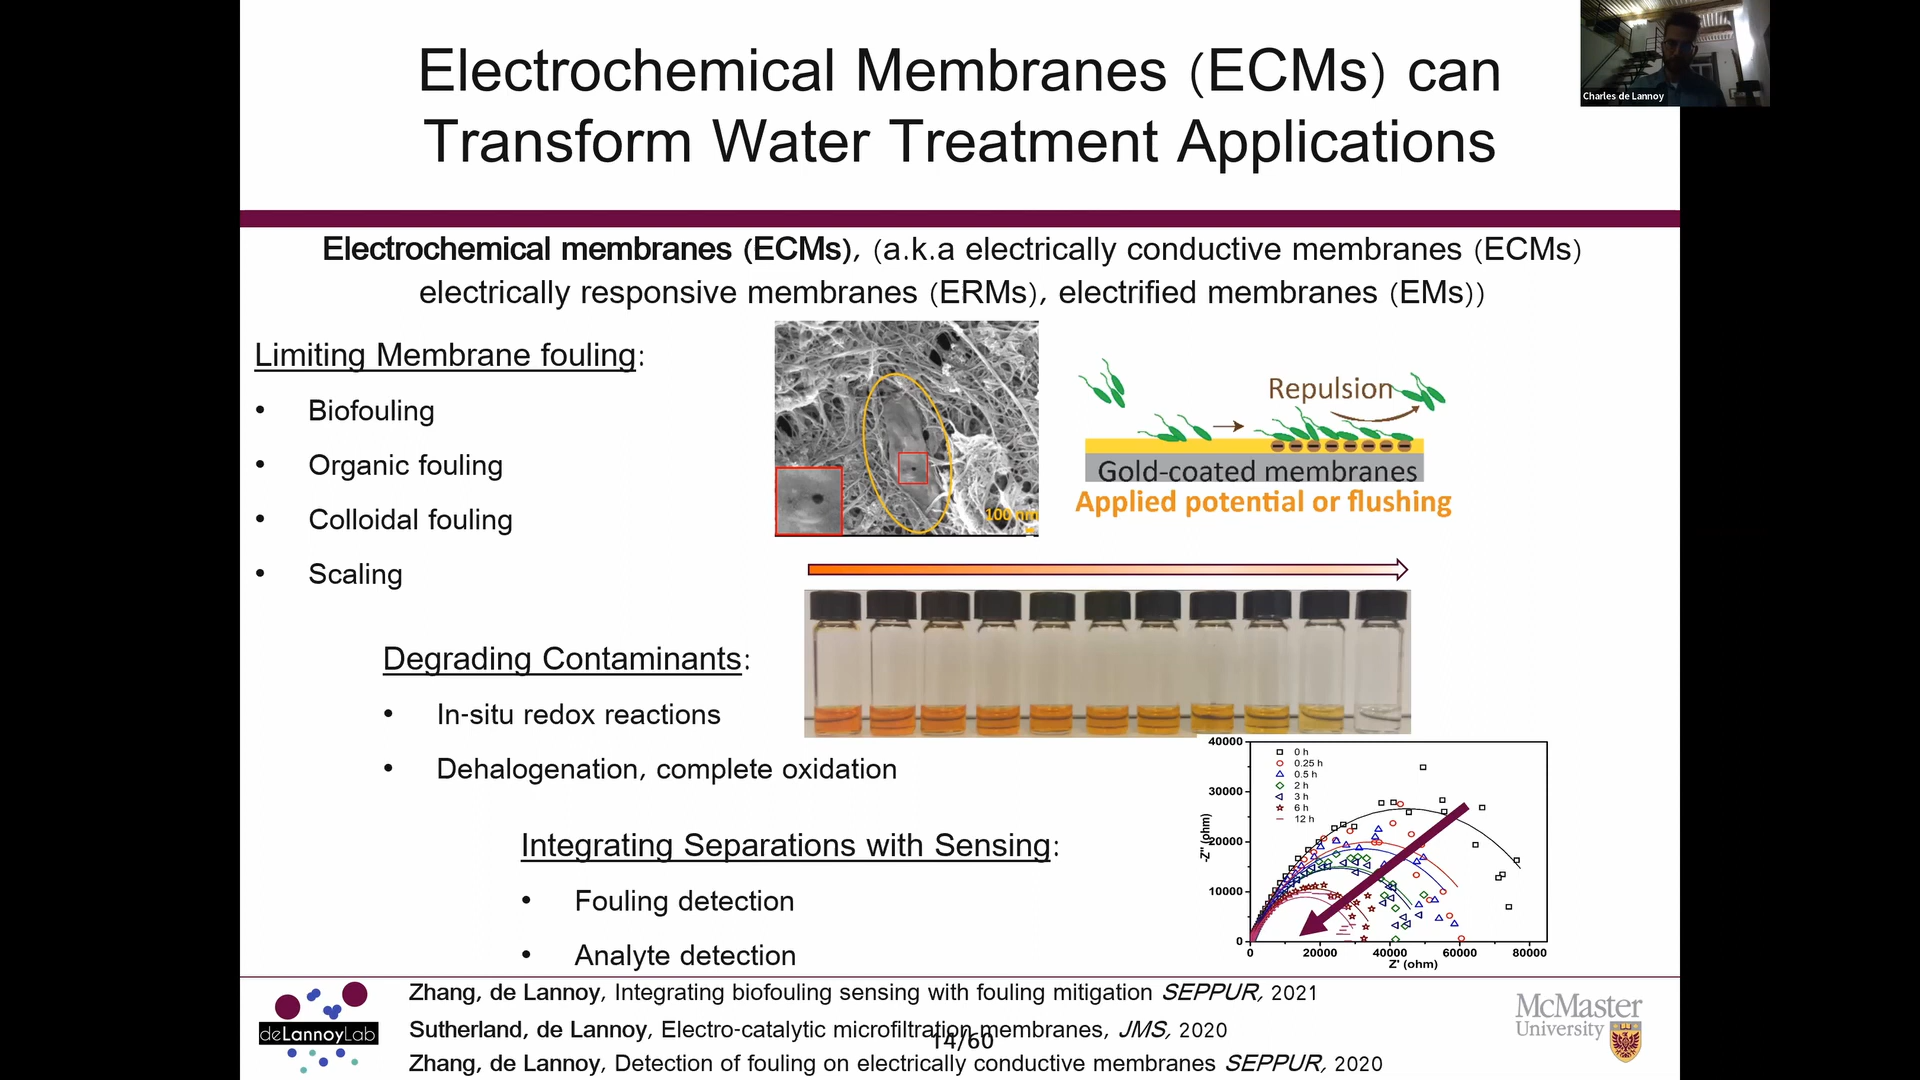 Electrochemical Membranes (ECMs) can
Transform Water Treatment Applications
Charles de Lannoy
Electrochemical membranes (ECMs), (a.k.a electrically conductive membranes (ECMs)
electrically responsive membranes (ERMs), electrified membranes (EMs))
Limiting Membrane fouling:
• Biofouling
• Organic fouling
• Colloidal fouling
• Scaling
100 nm
Repulsion
Gold-coated membranes
Applied potential or flushing
Degrading Contaminants:
• In-situ redox reactions
• Dehalogenation, complete oxidation
Integrating Separations with Sensing:
• Fouling detection
• Analyte detection
40000
30000
20000
10000
0
-Z'' (ohm)
0 h
0.25 h
0.5 h
2 h
3 h
6 h
12 h
0 20000 40000 60000 80000
Z' (ohm)
deLannoyLab
Zhang, de Lannoy, Integrating biofouling sensing with fouling mitigation SEPPUR, 2021
Sutherland, de Lannoy, Electro-catalytic microfiltration membranes, JMS, 2020
14/60
Zhang, de Lannoy, Detection of fouling on electrically conductive membranes SEPPUR, 2020
McMaster
University